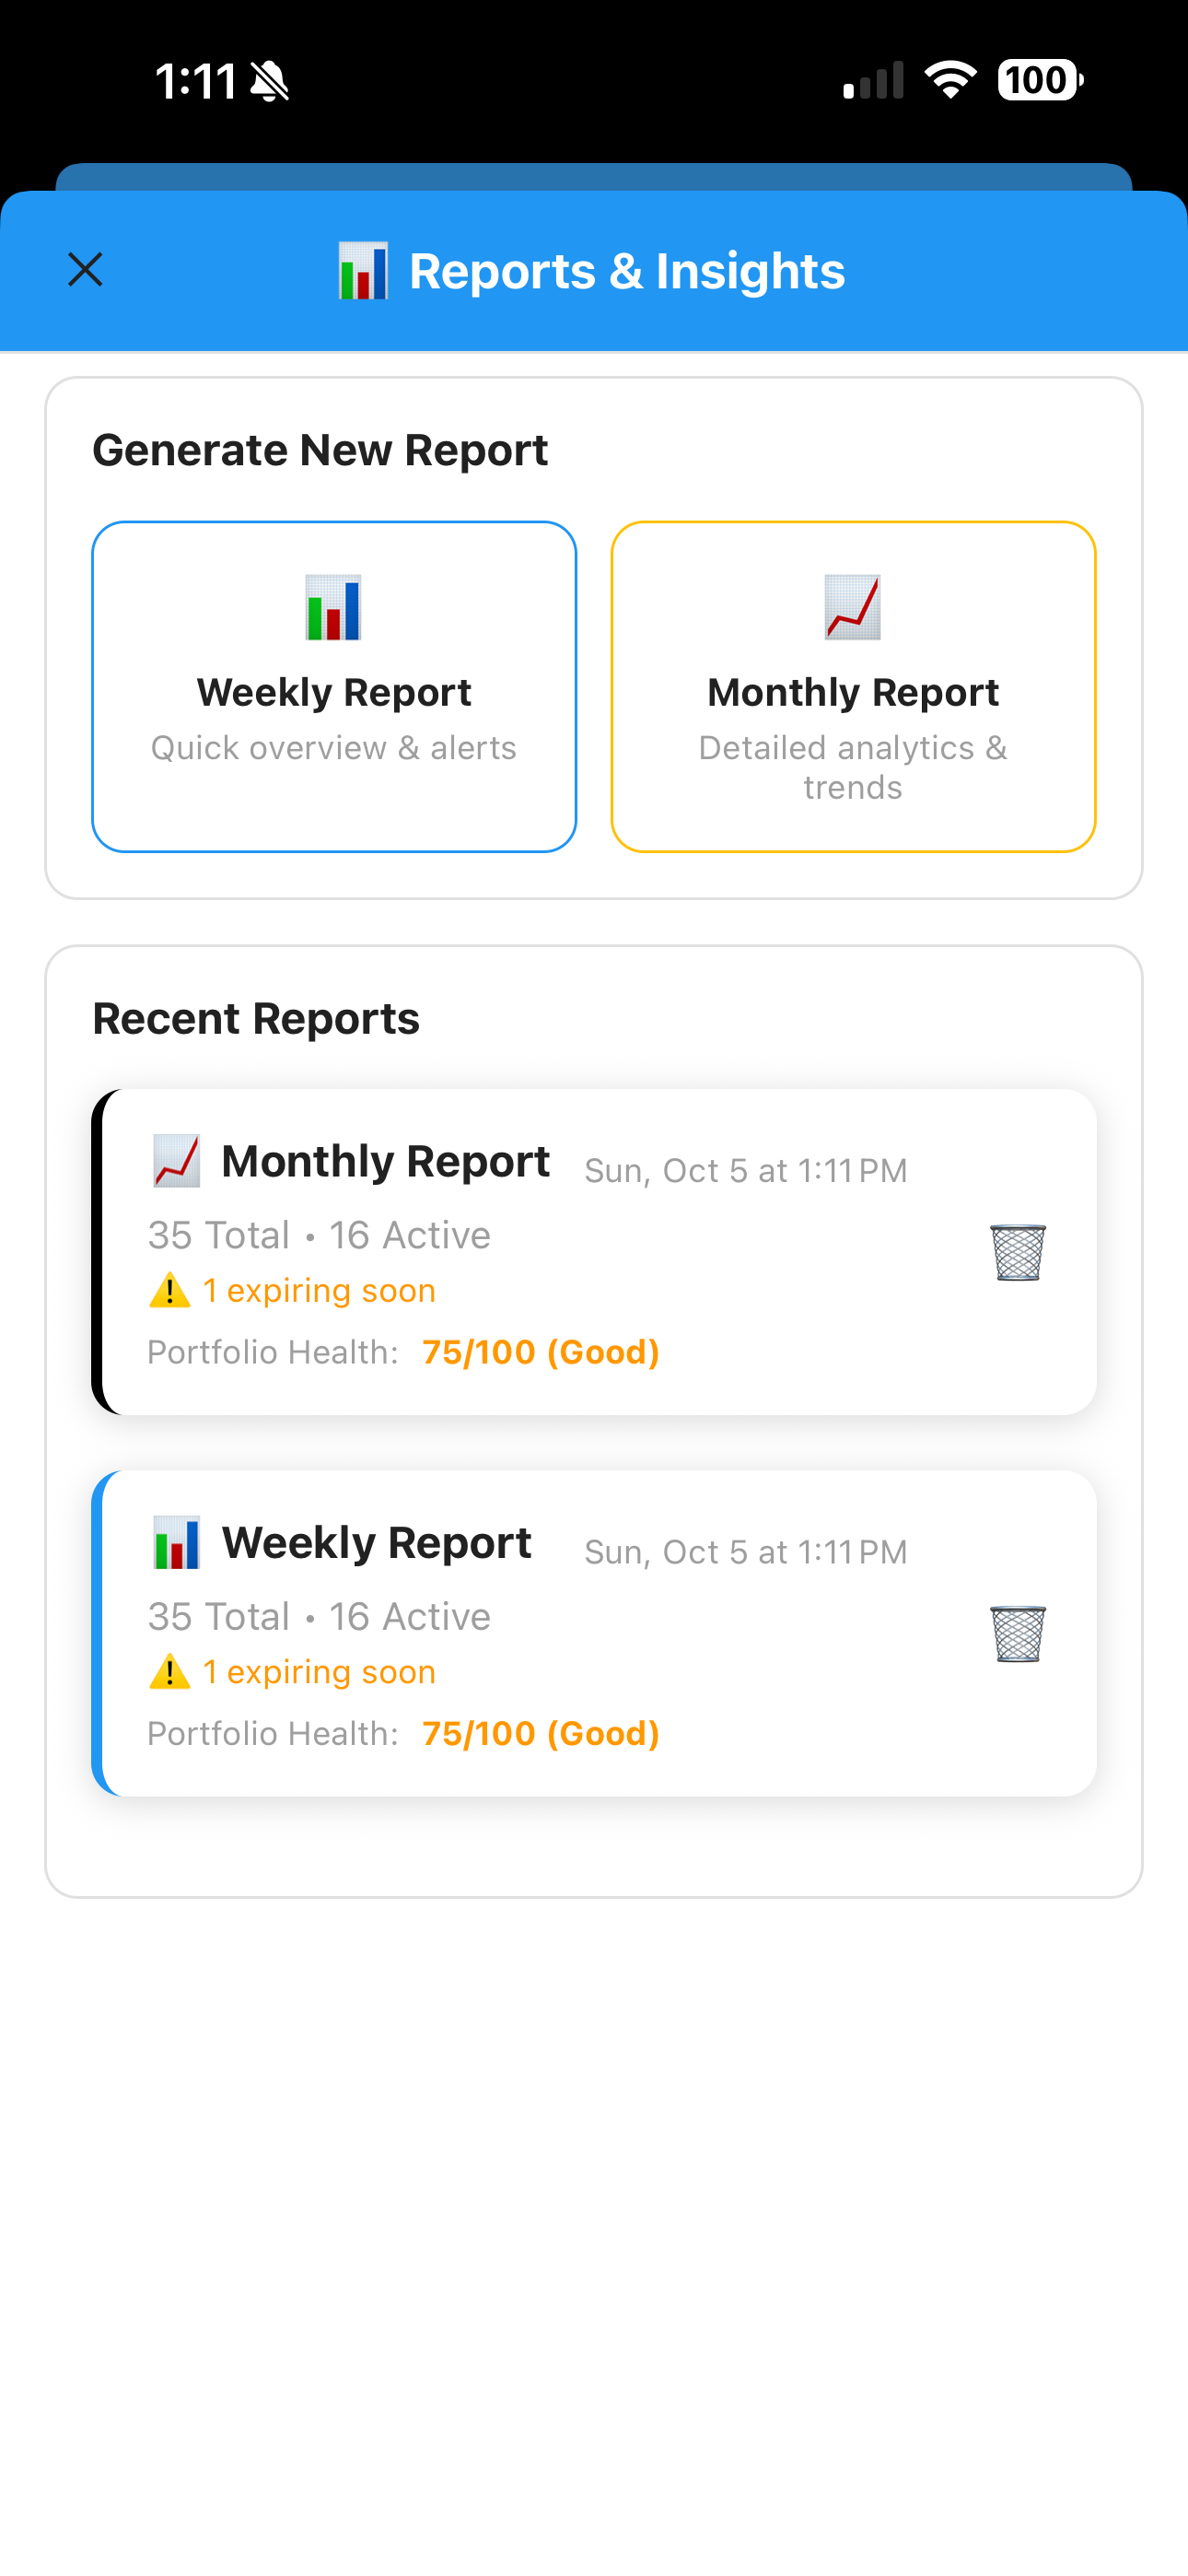 1:11
100
Reports & Insights
Generate New Report
Weekly Report
Quick overview & alerts
Monthly Report
Detailed analytics &
trends
Recent Reports
Monthly Report Sun, Oct 5 at 1:11 PM
35 Total • 16 Active
1 expiring soon
Portfolio Health: 75/100 (Good)
Weekly Report Sun, Oct 5 at 1:11 PM
35 Total • 16 Active
1 expiring soon
Portfolio Health: 75/100 (Good)